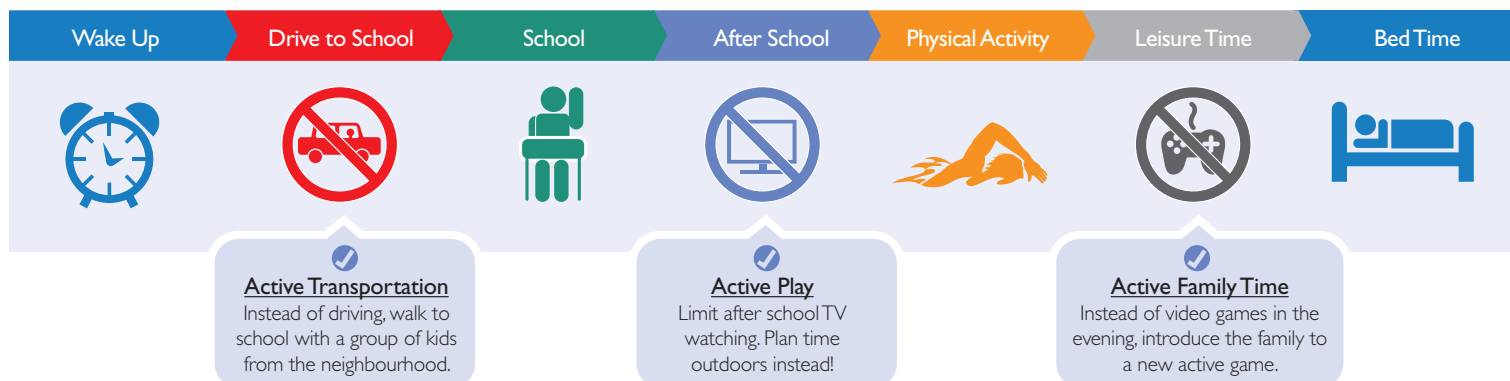 Wake Up
Drive to School
School
After School
Physical Activity
Leisure Time
Bed Time
Active Transportation
Instead of driving, walk to
school with a group of kids
from the neighbourhood.
Active Play
Limit after school TV
watching. Plan time
outdoors instead!
Active Family Time
Instead of video games in the
evening, introduce the family to
a new active game.